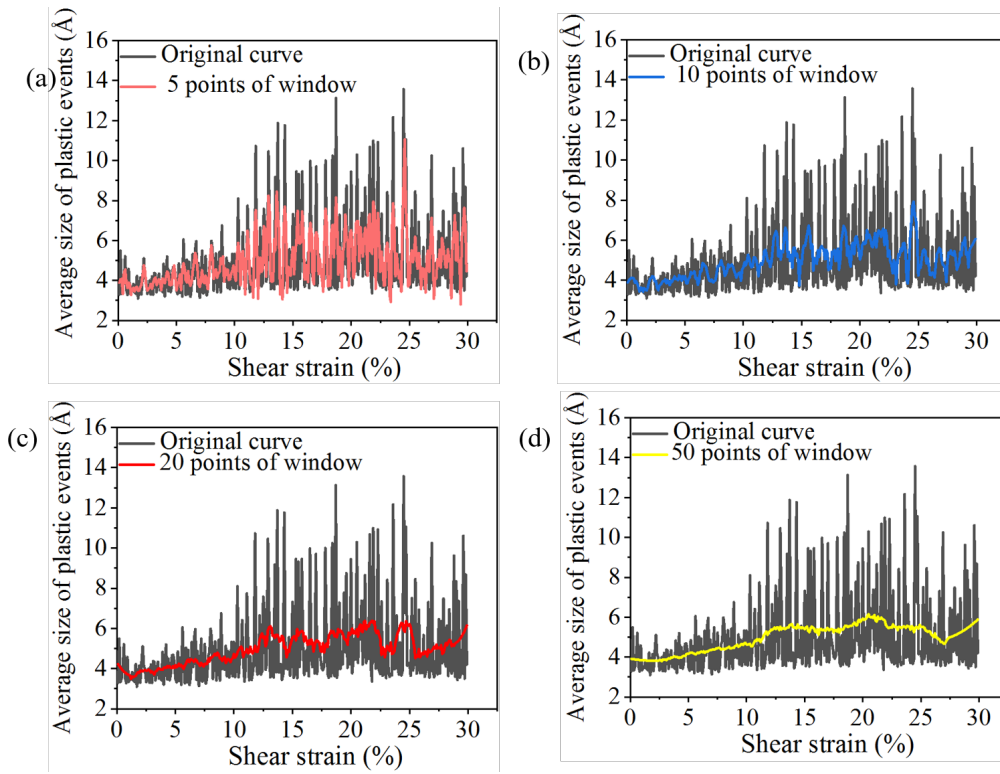 (a)
Average size of plastic events (Å)
16
14
12
10
8
6
4
2
Original curve
5 points of window
0 5 10 15 20 25 30
Shear strain (%)
(b)
Average size of plastic events (Å)
16
14
12
10
8
6
4
2
Original curve
10 points of window
0 5 10 15 20 25 30
Shear strain (%)
(c)
Average size of plastic events (Å)
16
14
12
10
8
6
4
2
Original curve
20 points of window
0 5 10 15 20 25 30
Shear strain (%)
(d)
Average size of plastic events (Å)
16
14
12
10
8
6
4
2
Original curve
50 points of window
0 5 10 15 20 25 30
Shear strain (%)